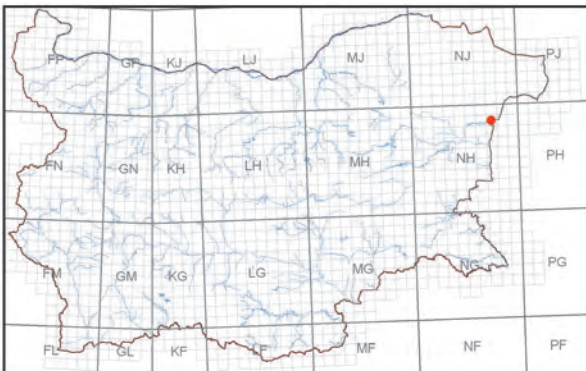 FP GP KJ LJ MJ NJ PJ
FN GN KH LH MH NH PH
FM GM KG LG MG NG PG
FL GL KF LF MF NF PF